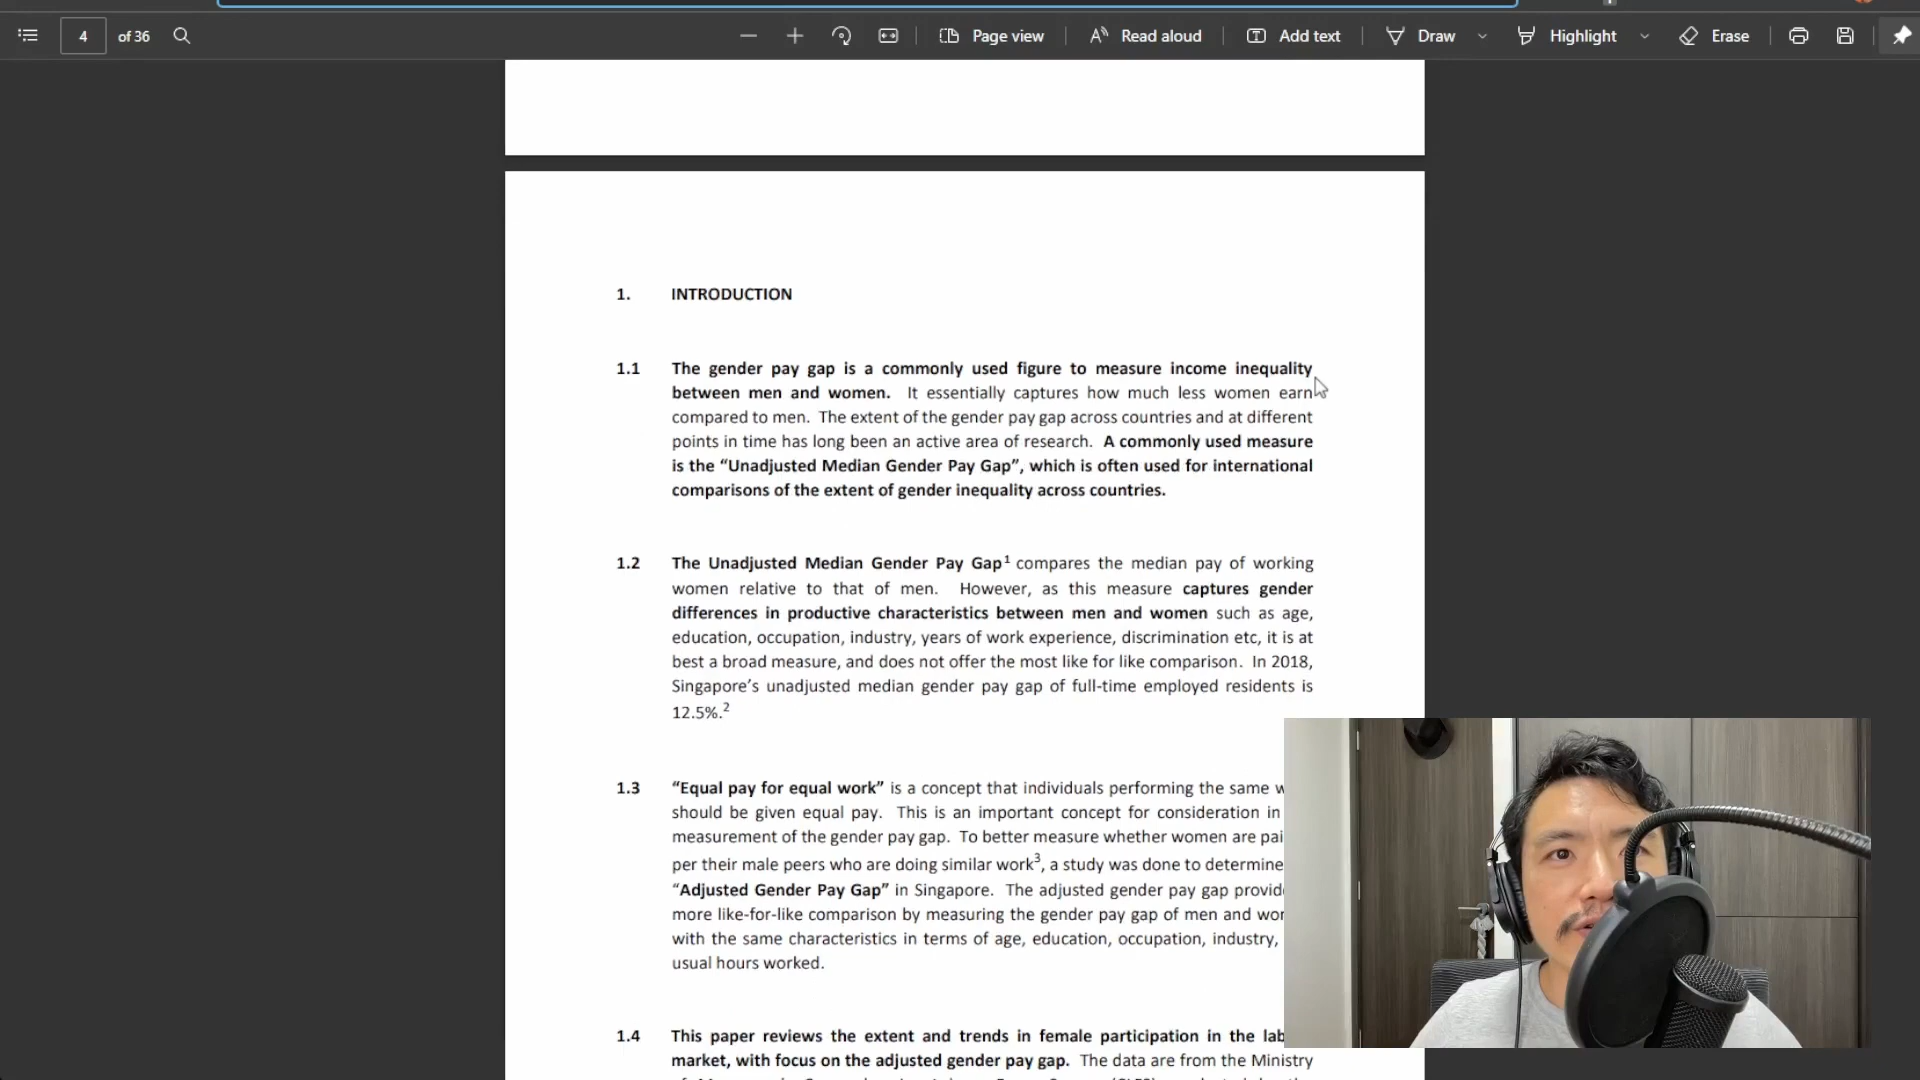 4 of 36 Page view Read aloud Add text Draw Highlight Erase
1. INTRODUCTION
1.1 The gender pay gap is a commonly used figure to measure income inequality
between men and women. It essentially captures how much less women earn
compared to men. The extent of the gender pay gap across countries and at different
points in time has long been an active area of research. A commonly used measure
is the “Unadjusted Median Gender Pay Gap”, which is often used for international
comparisons of the extent of gender inequality across countries.
1.2 The Unadjusted Median Gender Pay Gap1 compares the median pay of working
women relative to that of men. However, as this measure captures gender
differences in productive characteristics between men and women such as age,
education, occupation, industry, years of work experience, discrimination etc, it is at
best a broad measure, and does not offer the most like for like comparison. In 2018,
Singapore’s unadjusted median gender pay gap of full-time employed residents is
12.5%.2
1.3 “Equal pay for equal work” is a concept that individuals performing the same
should be given equal pay. This is an important concept for consideration in
measurement of the gender pay gap. To better measure whether women are
per their male peers who are doing similar work3, a study was done to determine
“Adjusted Gender Pay Gap” in Singapore. The adjusted gender pay gap
more like-for-like comparison by measuring the gender pay gap of men and
with the same characteristics in terms of age, education, occupation, industry,
usual hours worked.
1.4 This paper reviews the extent and trends in female participation in the
market, with focus on the adjusted gender pay gap. The data are from the Ministry